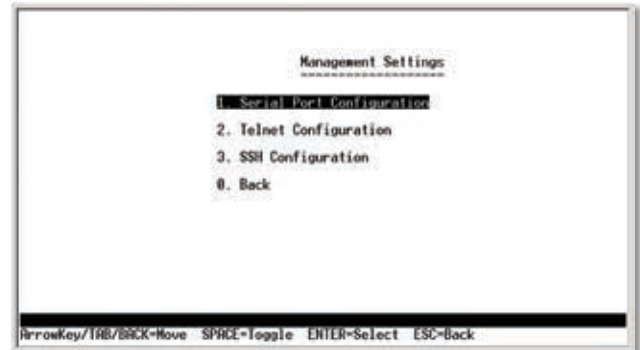 Management Settings
1. Serial Port Configuration
2. Telnet Configuration
3. SSH Configuration
0. Back
ArrowKey/TAB/BACK=Move SPACE=Toggle ENTER=Select ESC=Back